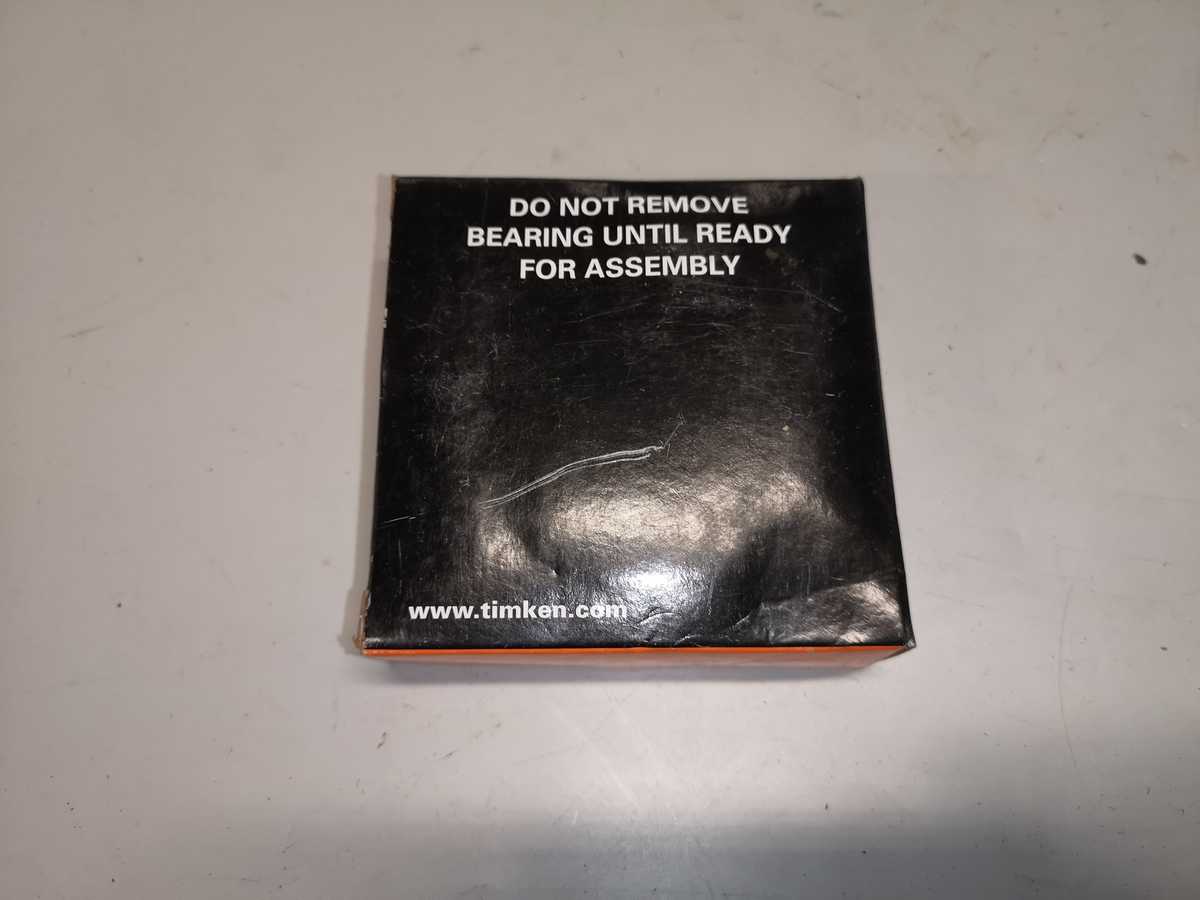 DO NOT REMOVE
BEARING UNTIL READY
FOR ASSEMBLY
www.timken.com